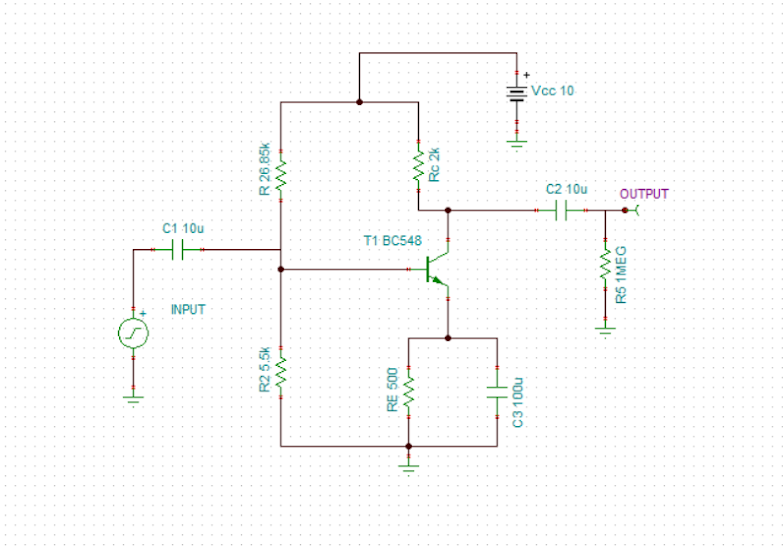 +
Vcc 10
R 26.85k
Rc 2k
C2 10u
OUTPUT
C1 10u
T1 BC548
R5 1MEG
+
INPUT
R2 5.5k
RE 500
C3 100u